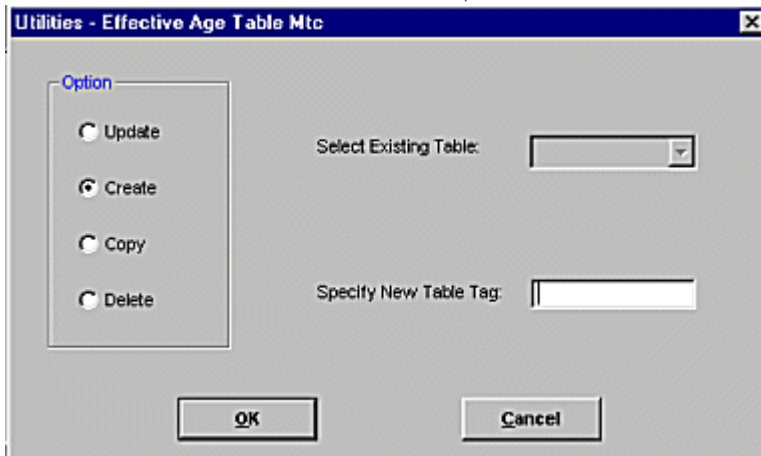 Utilities - Effective Age Table Mtc
Option
Update
Select Existing Table:
Create
Copy
Specify New Table Tag:
Delete
OK
Cancel